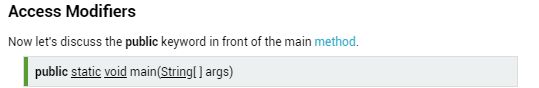 Access Modifiers
Now let's discuss the public keyword in front of the main method.
public static void main(String[ ] args)